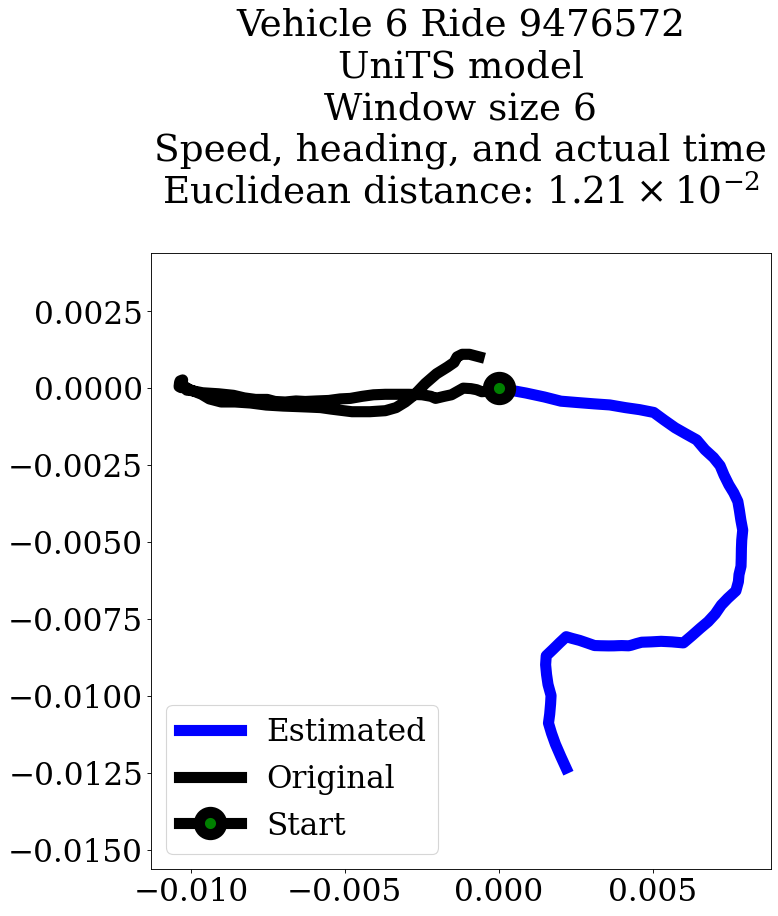 Vehicle 6 Ride 9476572
UniTS model
Window size 6
Speed, heading, and actual time
Euclidean distance: 1.21 × 10⁻²
0.0025
0.0000
−0.0025
−0.0050
−0.0075
−0.0100
−0.0125
−0.0150
Estimated
Original
Start
−0.010 −0.005 0.000 0.005